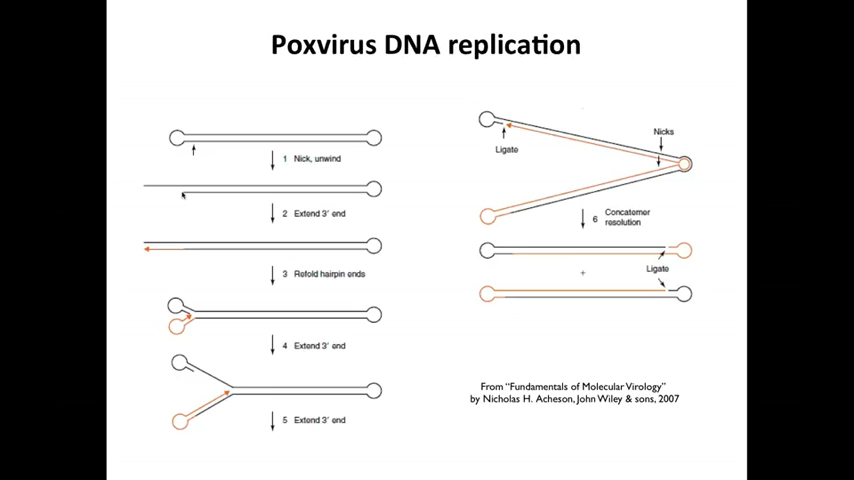 Poxvirus DNA replication
1 Nick, unwind
2 Extend 3' end
3 Refold hairpin ends
4 Extend 3' end
5 Extend 3' end
Ligate
Nicks
6 Concatemer
resolution
Ligate
+
From "Fundamentals of Molecular Virology"
by Nicholas H. Acheson, John Wiley & sons, 2007